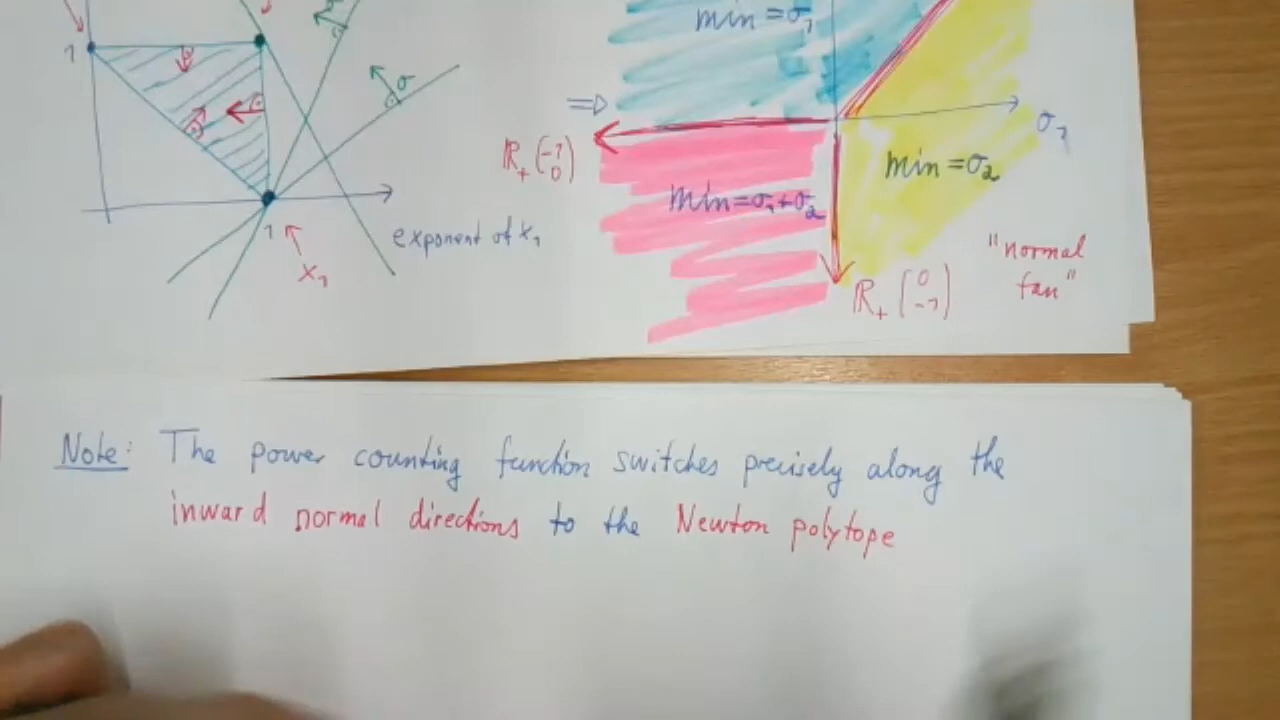 1
σ
1
exponent of x₁
x₁
min = σ₁
⇒
σ₁
ℝ₊ (-1 0)
min = σ₂
min = σ₁ + σ₂
"normal
fan"
ℝ₊ (0 -1)
Note: The power counting function switches precisely along the
inward normal directions to the Newton polytope